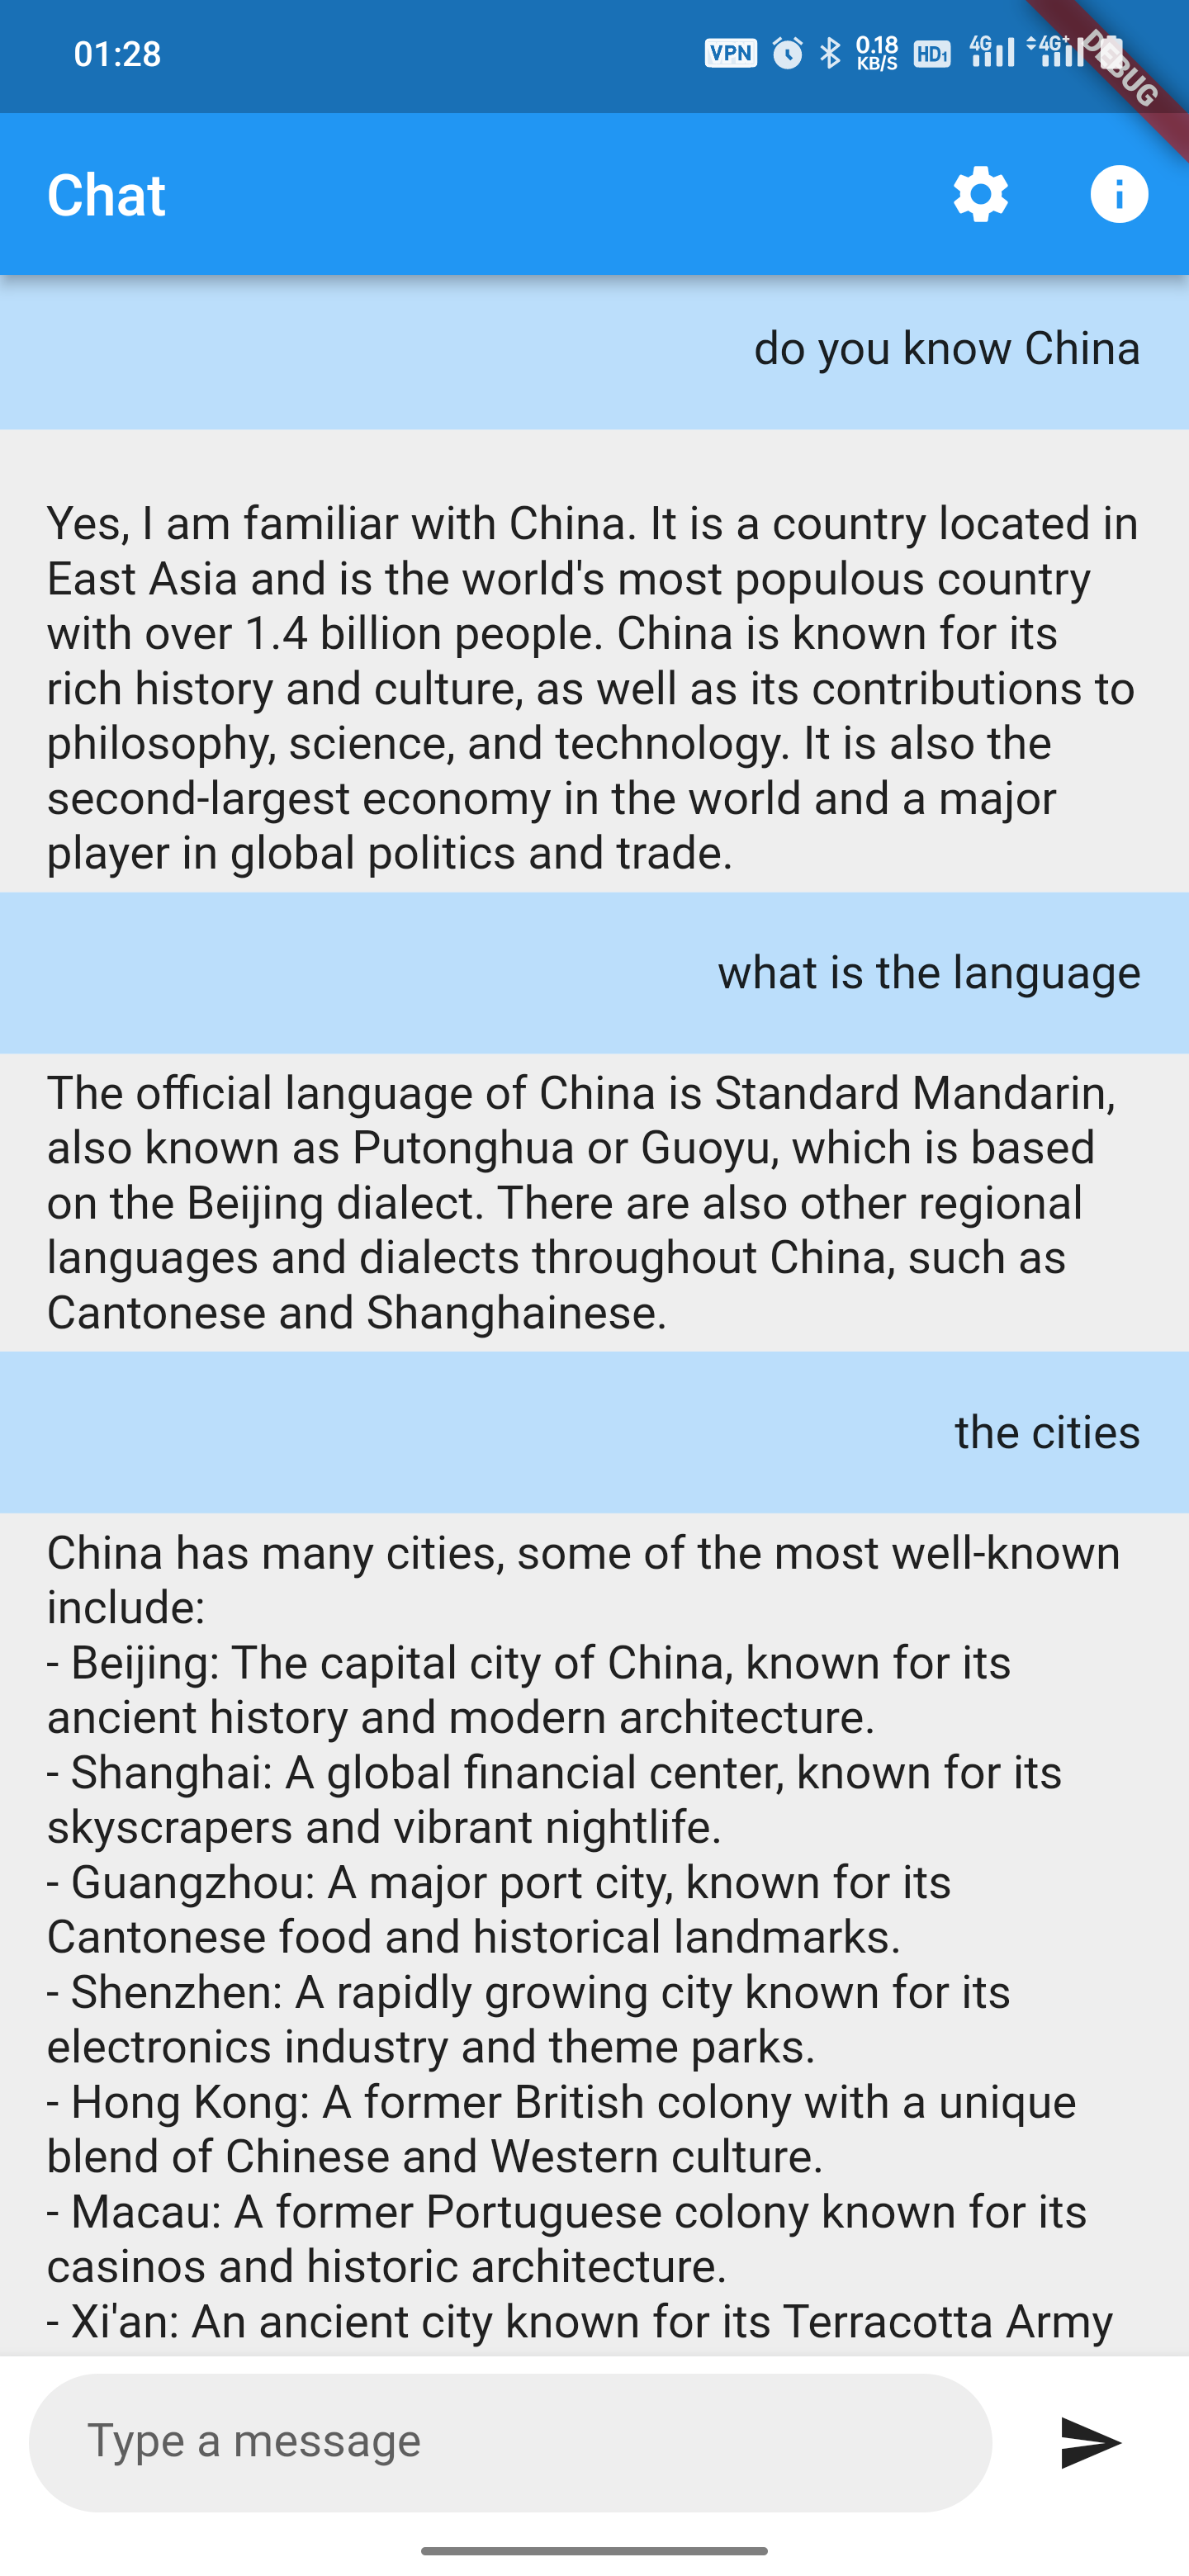 01:28
VPN
0.18
KB/S
HD1
4G
4G+
DEBUG
Chat
do you know China
Yes, I am familiar with China. It is a country located in
East Asia and is the world's most populous country
with over 1.4 billion people. China is known for its
rich history and culture, as well as its contributions to
philosophy, science, and technology. It is also the
second-largest economy in the world and a major
player in global politics and trade.
what is the language
The official language of China is Standard Mandarin,
also known as Putonghua or Guoyu, which is based
on the Beijing dialect. There are also other regional
languages and dialects throughout China, such as
Cantonese and Shanghainese.
the cities
China has many cities, some of the most well-known
include:
- Beijing: The capital city of China, known for its
ancient history and modern architecture.
- Shanghai: A global financial center, known for its
skyscrapers and vibrant nightlife.
- Guangzhou: A major port city, known for its
Cantonese food and historical landmarks.
- Shenzhen: A rapidly growing city known for its
electronics industry and theme parks.
- Hong Kong: A former British colony with a unique
blend of Chinese and Western culture.
- Macau: A former Portuguese colony known for its
casinos and historic architecture.
- Xi'an: An ancient city known for its Terracotta Army
Type a message